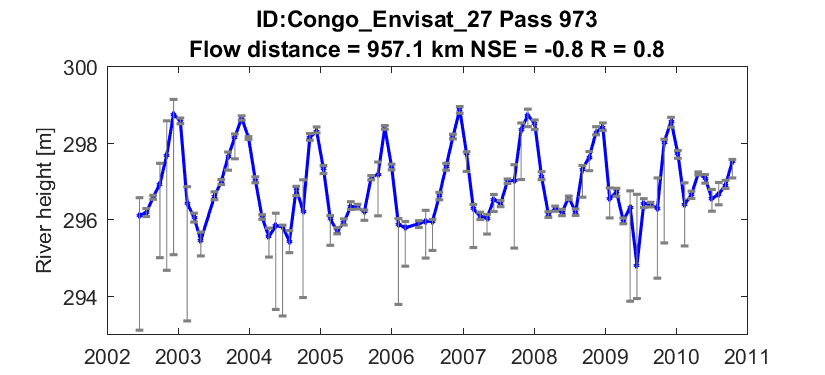 ID:Congo_Envisat_27 Pass 973
Flow distance = 957.1 km NSE = -0.8 R = 0.8
River height [m]
300
298
296
294
2002 2003 2004 2005 2006 2007 2008 2009 2010 2011